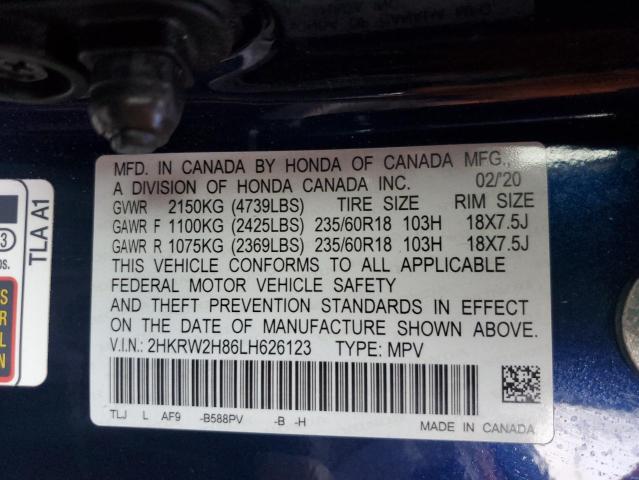 MFD. IN CANADA BY HONDA OF CANADA MFG.,
A DIVISION OF HONDA CANADA INC. 02/'20
GVWR 2150KG (4739LBS) TIRE SIZE RIM SIZE
GAWR F 1100KG (2425LBS) 235/60R18 103H 18X7.5J
GAWR R 1075KG (2369LBS) 235/60R18 103H 18X7.5J
THIS VEHICLE CONFORMS TO ALL APPLICABLE
FEDERAL MOTOR VEHICLE SAFETY
AND THEFT PREVENTION STANDARDS IN EFFECT
ON THE DATE OF MANUFACTURE SHOWN ABOVE.
V.I.N.: 2HKRW2H86LH626123 TYPE: MPV
TLJ L AF9 -B588PV -B -H
MADE IN CANADA
TLA A1
3